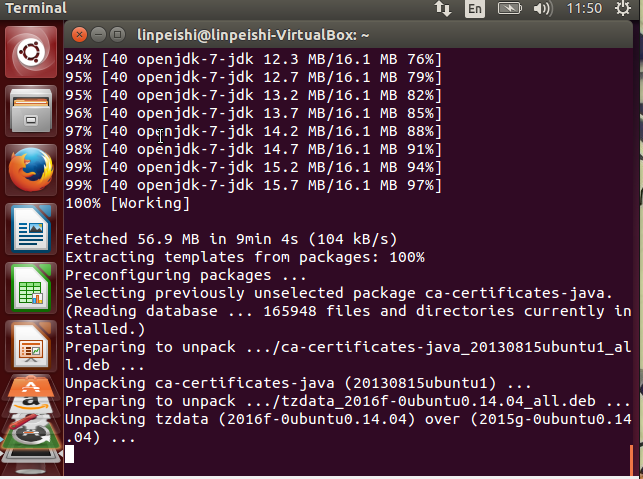 Terminal
En
11:50
linpeishi@linpeishi-VirtualBox: ~
94% [40 openjdk-7-jdk 12.3 MB/16.1 MB 76%]
95% [40 openjdk-7-jdk 12.7 MB/16.1 MB 79%]
95% [40 openjdk-7-jdk 13.2 MB/16.1 MB 82%]
96% [40 openjdk-7-jdk 13.7 MB/16.1 MB 85%]
97% [40 openjdk-7-jdk 14.2 MB/16.1 MB 88%]
98% [40 openjdk-7-jdk 14.7 MB/16.1 MB 91%]
99% [40 openjdk-7-jdk 15.2 MB/16.1 MB 94%]
99% [40 openjdk-7-jdk 15.7 MB/16.1 MB 97%]
100% [Working]
Fetched 56.9 MB in 9min 4s (104 kB/s)
Extracting templates from packages: 100%
Preconfiguring packages ...
Selecting previously unselected package ca-certificates-java.
(Reading database ... 165948 files and directories currently in
stalled.)
Preparing to unpack .../ca-certificates-java_20130815ubuntu1_al
l.deb ...
Unpacking ca-certificates-java (20130815ubuntu1) ...
Preparing to unpack .../tzdata_2016f-0ubuntu0.14.04_all.deb ...
Unpacking tzdata (2016f-0ubuntu0.14.04) over (2015g-0ubuntu0.14
.04) ...